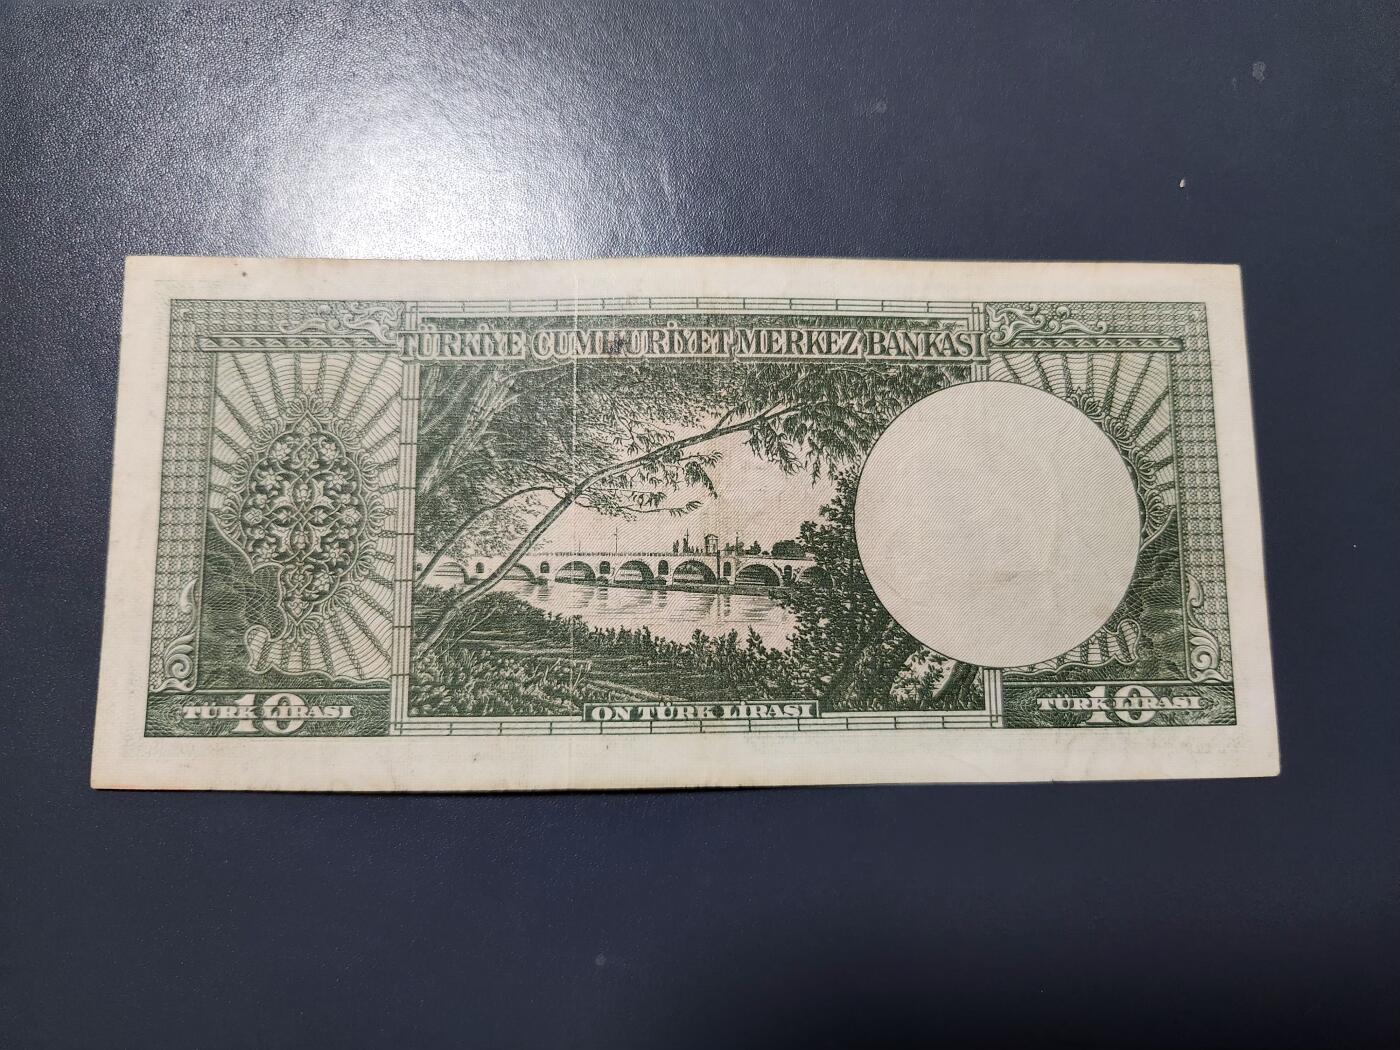 TÜRKİYE CUMHURİYET MERKEZ BANKASI
10
TÜRK LİRASI
ON TÜRK LİRASI
10
TÜRK LİRASI